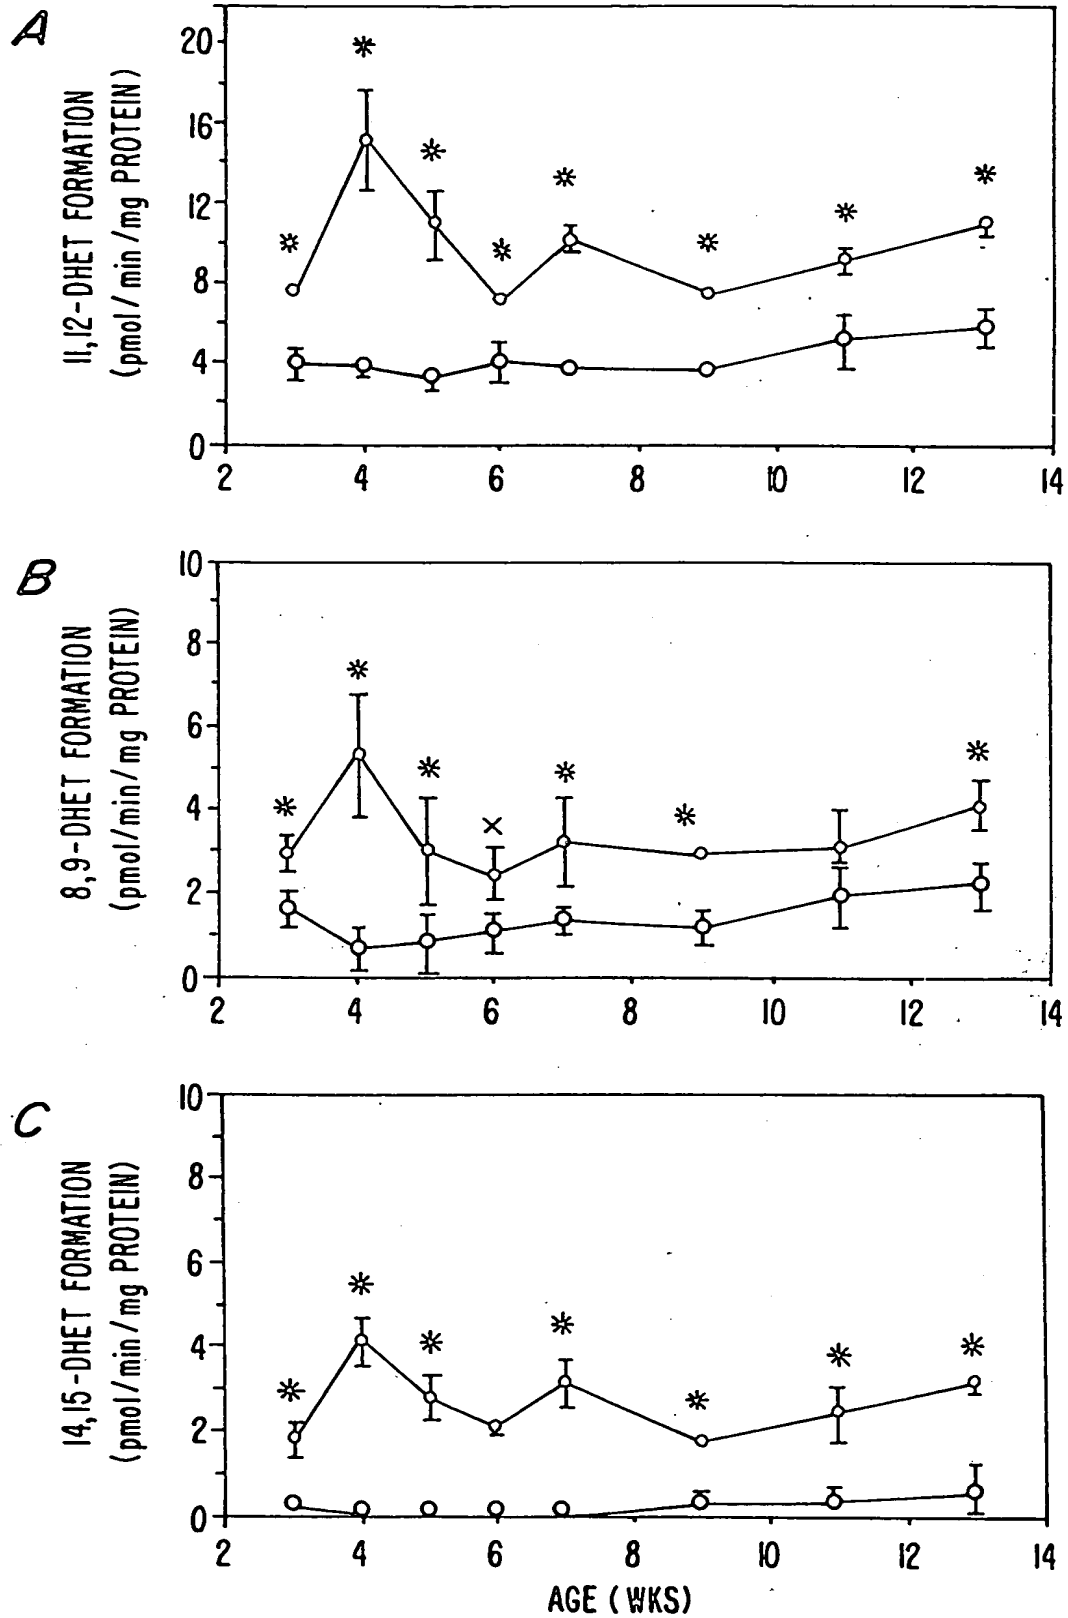 A
11,12-DHET FORMATION
(pmol/min/mg PROTEIN)
20
16
12
8
4
0
2 4 6 8 10 12 14
* * * * * * * *
B
8,9-DHET FORMATION
(pmol/min/mg PROTEIN)
10
8
6
4
2
0
2 4 6 8 10 12 14
* * * × * * *
C
14,15-DHET FORMATION
(pmol/min/mg PROTEIN)
10
8
6
4
2
0
2 4 6 8 10 12 14
* * * * * * *
AGE (WKS)